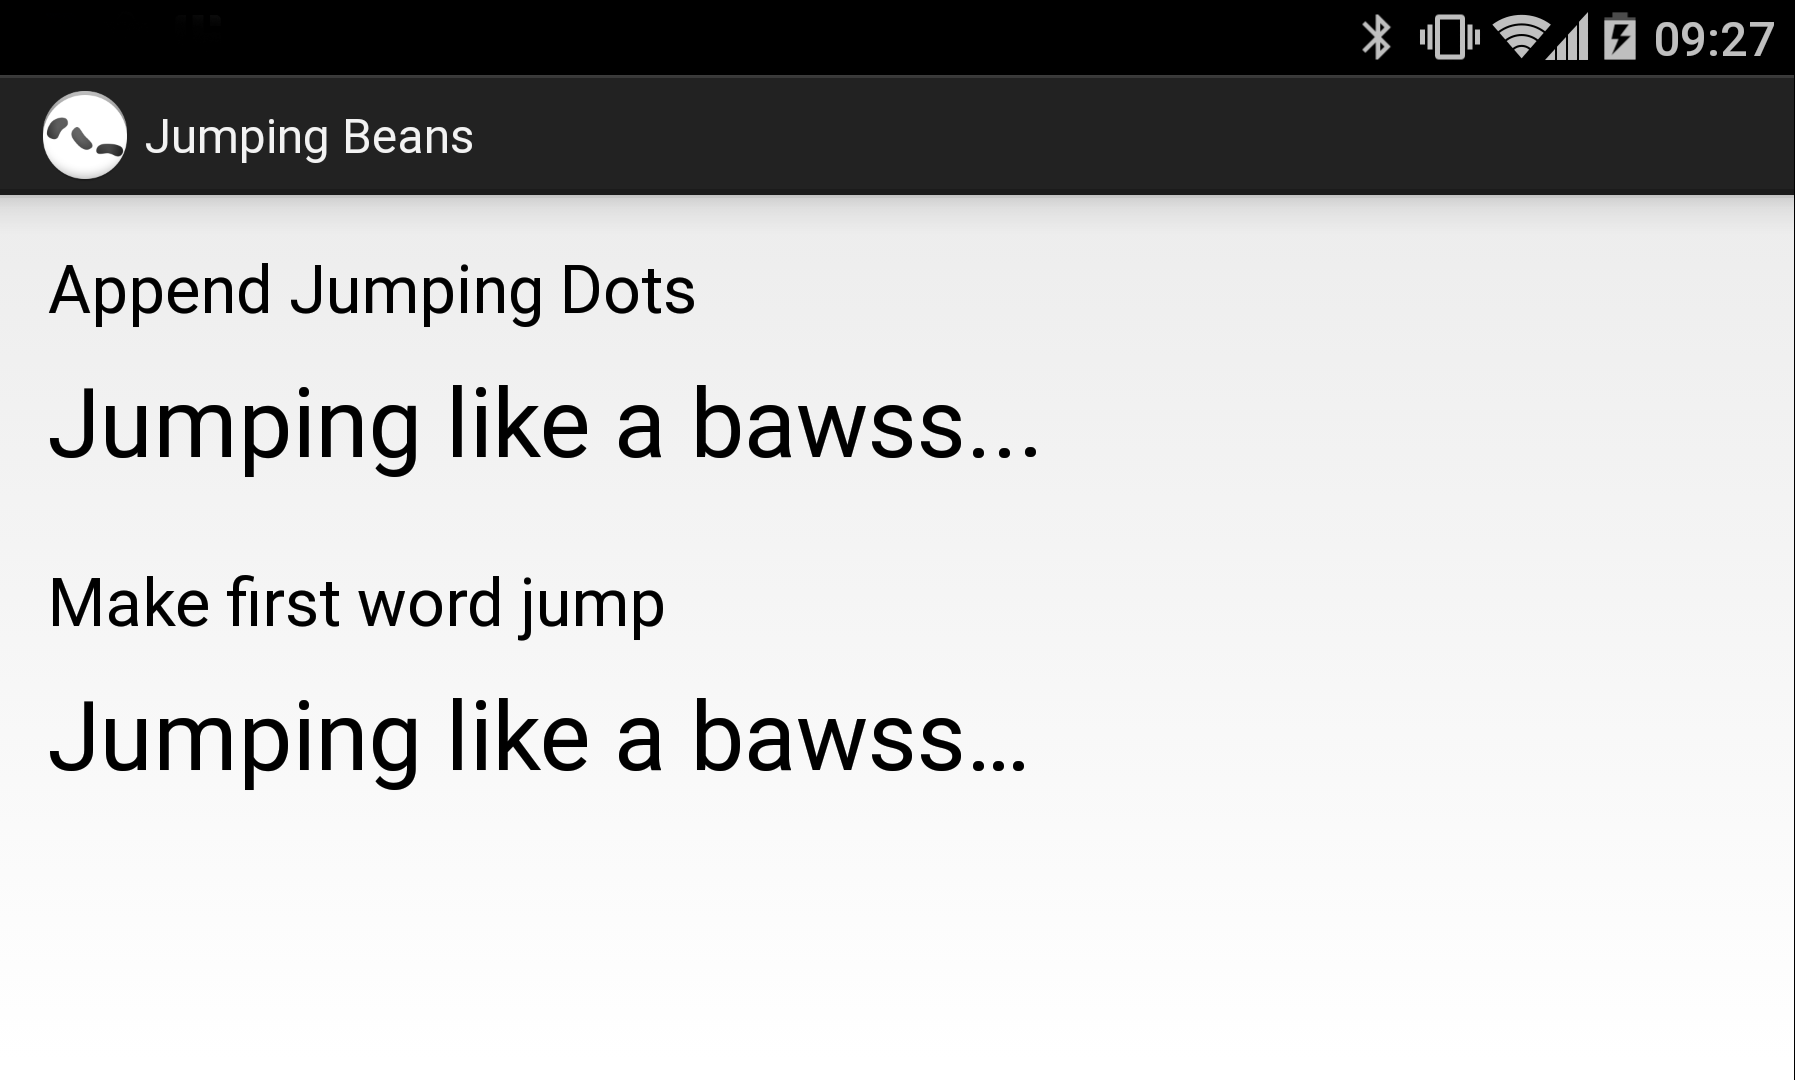 09:27
Jumping Beans
Append Jumping Dots
Jumping like a bawss...
Make first word jump
Jumping like a bawss…